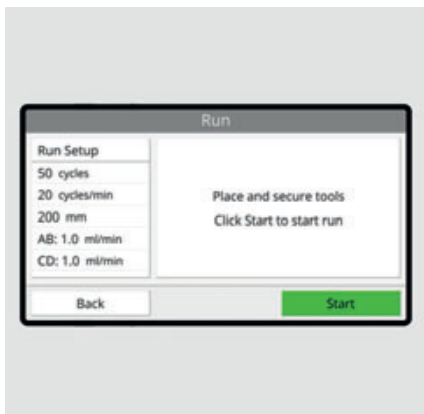 Run
Run Setup
50 cycles
20 cycles/min
200 mm
AB: 1.0 ml/min
CD: 1.0 ml/min
Place and secure tools
Click Start to start run
Back
Start